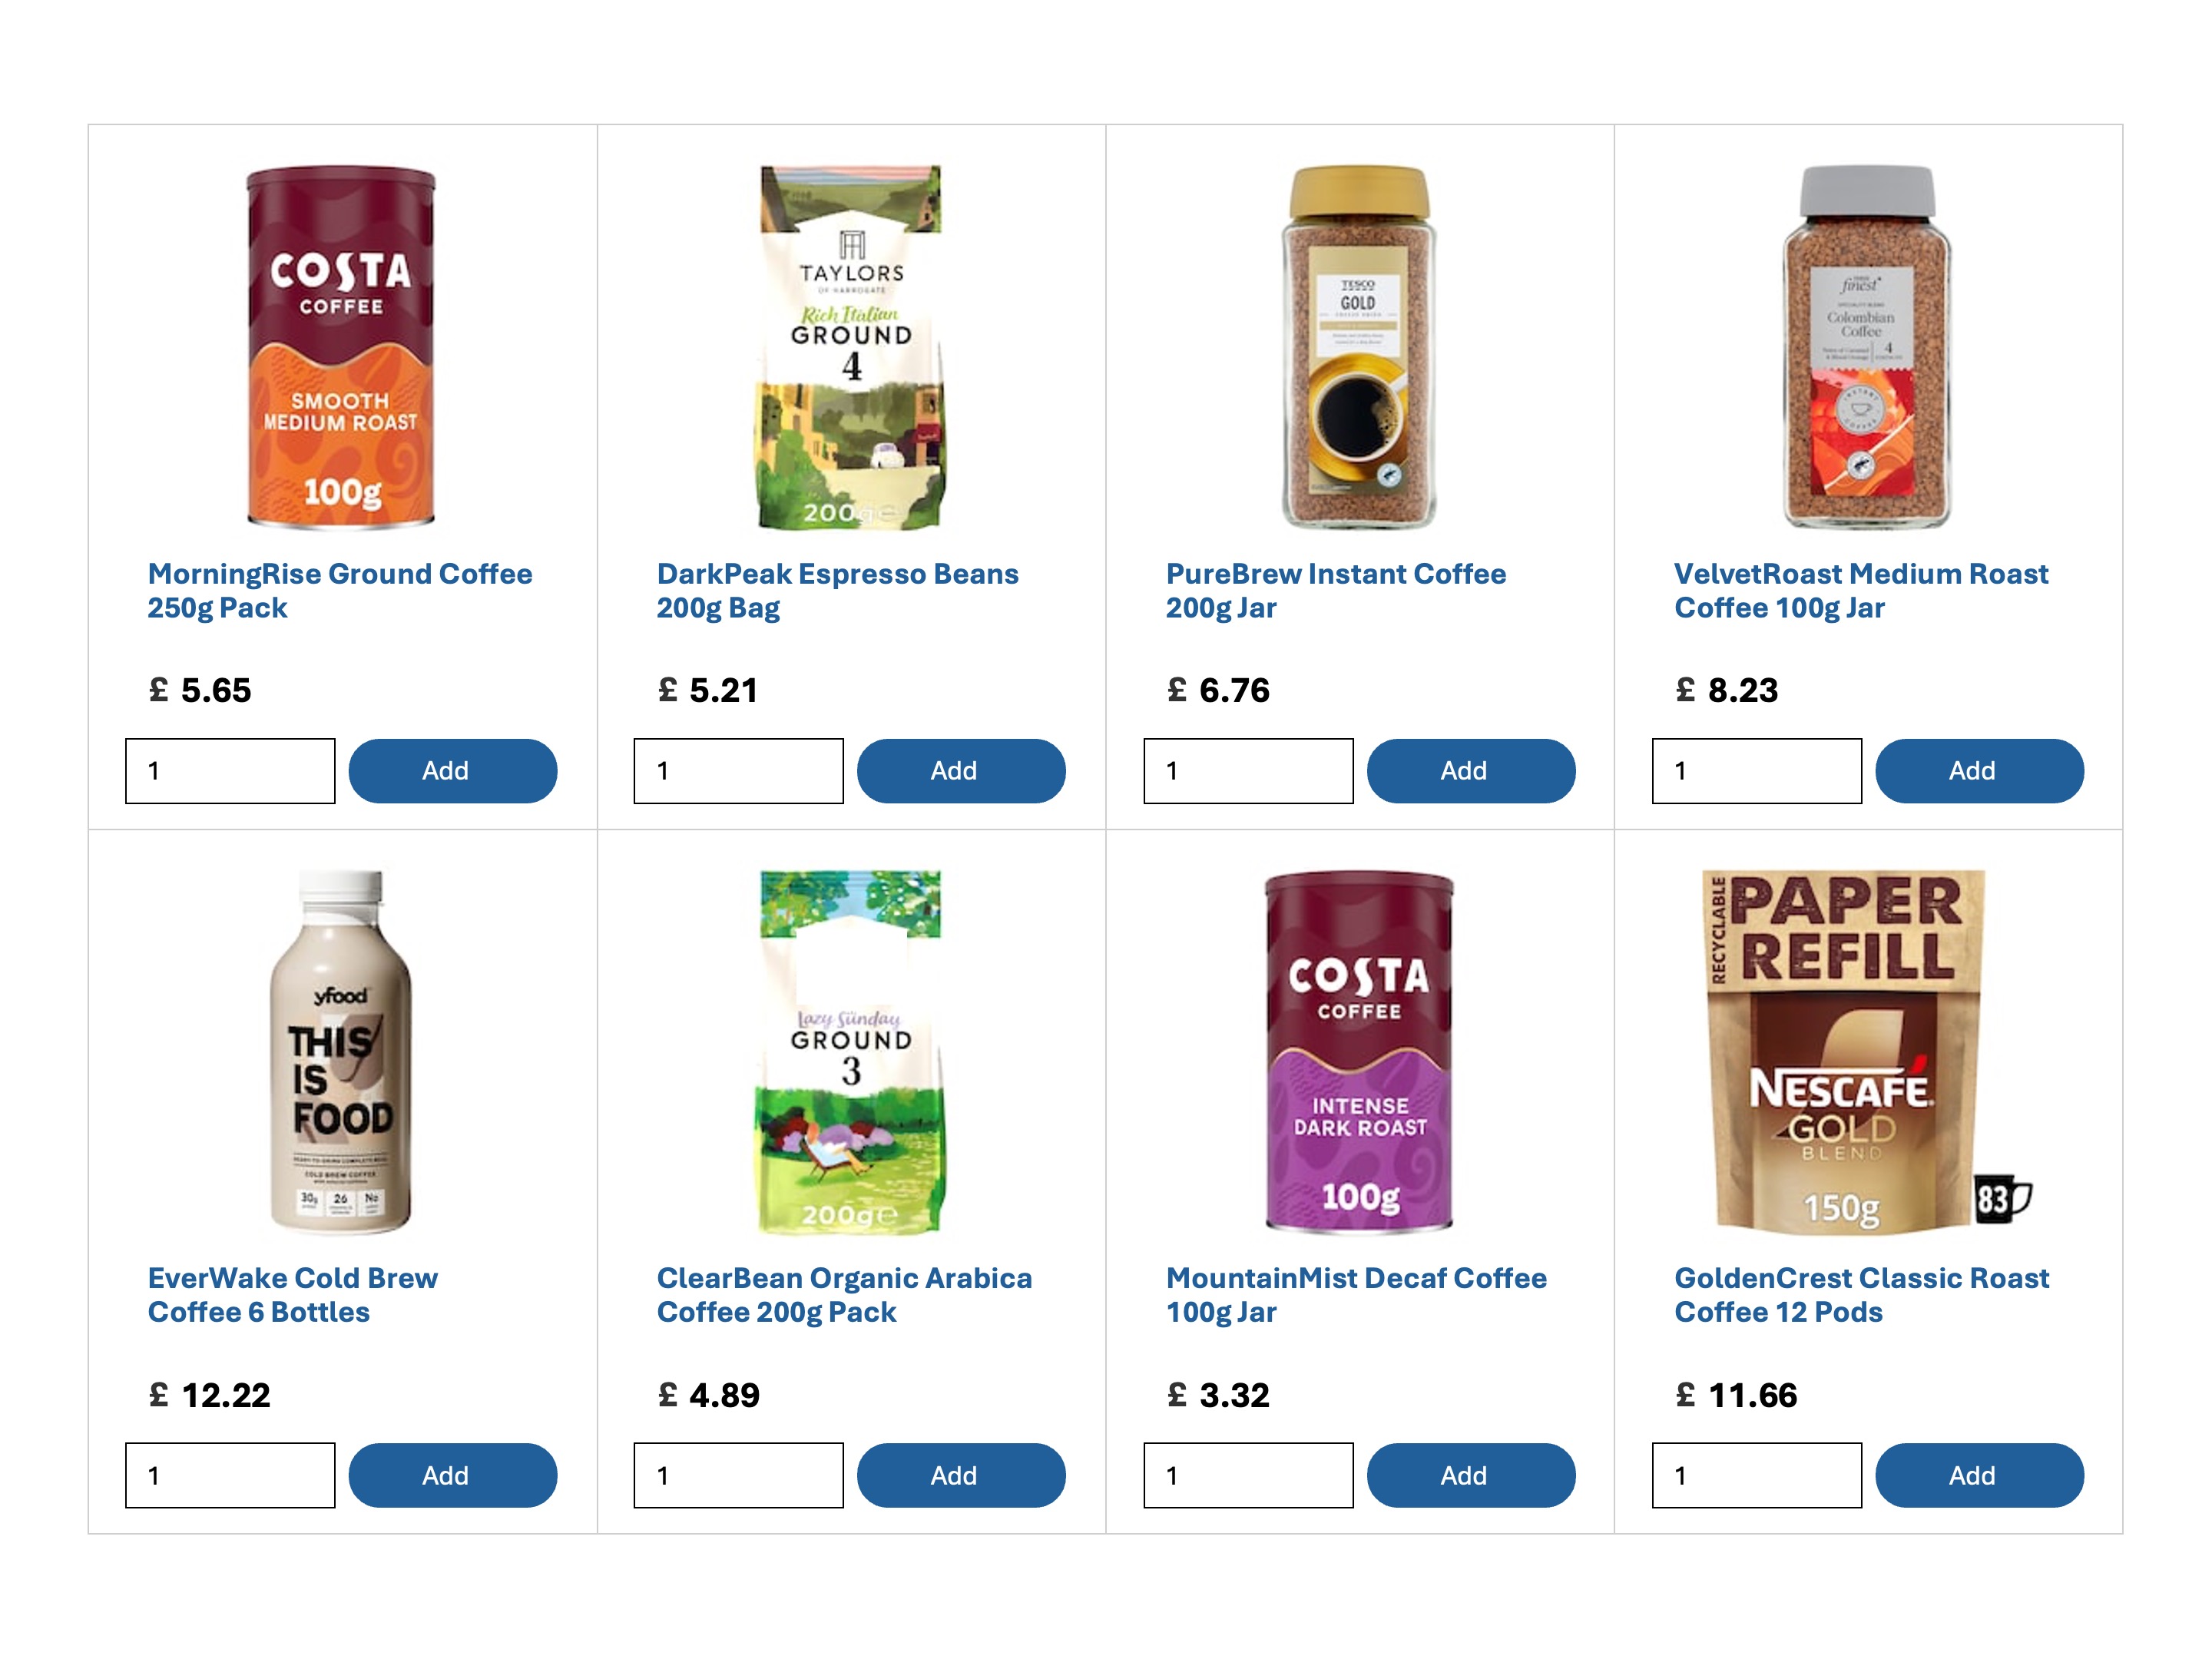 COSTA
COFFEE
SMOOTH
MEDIUM ROAST
100g
TAYLORS
OF HARROGATE
Rich Italian
GROUND
4
200g e
TESCO
GOLD
finest*
Colombian
Coffee
4
INSTANT
COFFEE
MorningRise Ground Coffee
250g Pack
DarkPeak Espresso Beans
200g Bag
PureBrew Instant Coffee
200g Jar
VelvetRoast Medium Roast
Coffee 100g Jar
£ 5.65
£ 5.21
£ 6.76
£ 8.23
1 Add
1 Add
1 Add
1 Add
yfood
THIS
IS
FOOD
COLD BREW COFFEE
30g 26 No
Lazy Sunday
GROUND
3
200g e
COSTA
COFFEE
INTENSE
DARK ROAST
100g
RECYCLABLE
PAPER
REFILL
NESCAFÉ
GOLD
BLEND
150g
83
EverWake Cold Brew
Coffee 6 Bottles
ClearBean Organic Arabica
Coffee 200g Pack
MountainMist Decaf Coffee
100g Jar
GoldenCrest Classic Roast
Coffee 12 Pods
£ 12.22
£ 4.89
£ 3.32
£ 11.66
1 Add
1 Add
1 Add
1 Add